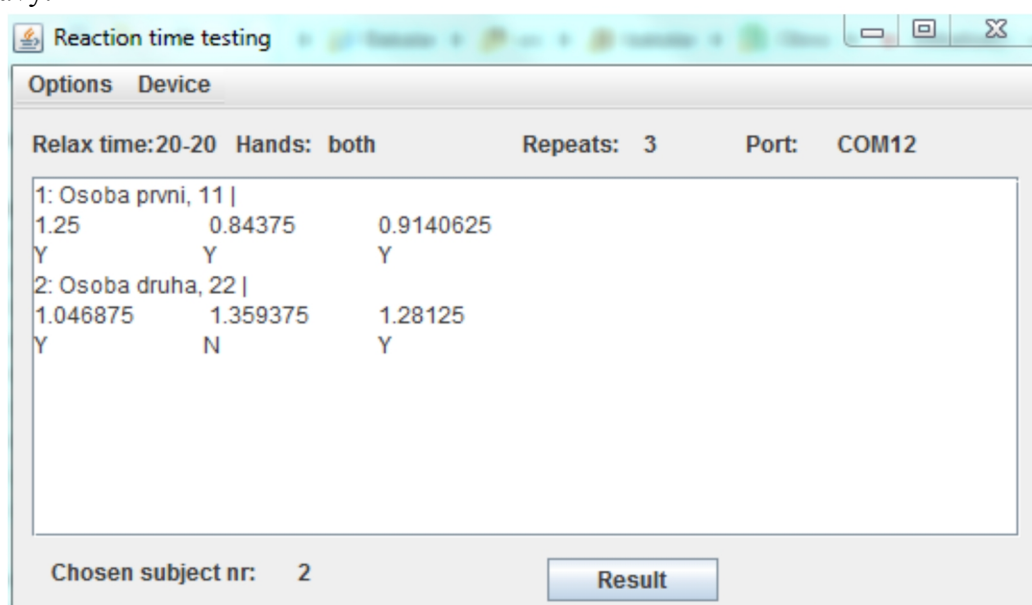 Reaction time testing
Options Device
Relax time:20-20 Hands: both Repeats: 3 Port: COM12
1: Osoba prvni, 11 |
1.25 0.84375 0.9140625
Y Y Y
2: Osoba druha, 22 |
1.046875 1.359375 1.28125
Y N Y
Chosen subject nr: 2 Result